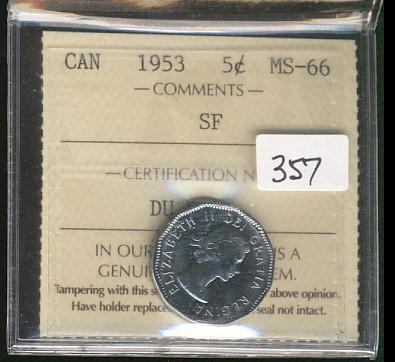 CAN 1953 5¢ MS-66
— COMMENTS —
SF
357
— CERTIFICATION N
DU
IN OUR S A
GENUI EM.
Tampering with this s above opinion.
Have holder replace seal not intact.
ELIZABETH II DEI GRATIA REGINA